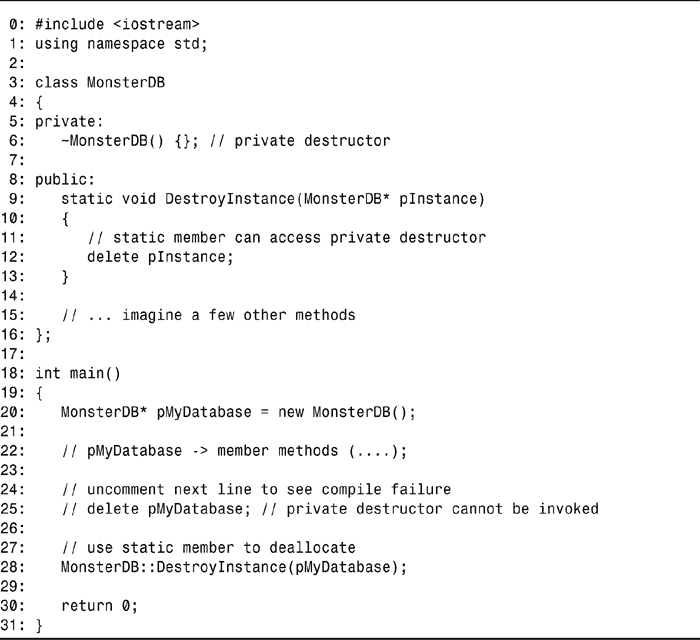 0: #include <iostream>
1: using namespace std;
2:
3: class MonsterDB
4: {
5: private:
6:    ~MonsterDB() {}; // private destructor
7:
8: public:
9:    static void DestroyInstance(MonsterDB* pInstance)
10:    {
11:       // static member can access private destructor
12:       delete pInstance;
13:    }
14:
15:    // ... imagine a few other methods
16: };
17:
18: int main()
19: {
20:    MonsterDB* pMyDatabase = new MonsterDB();
21:
22:    // pMyDatabase -> member methods (....);
23:
24:    // uncomment next line to see compile failure
25:    // delete pMyDatabase; // private destructor cannot be invoked
26:
27:    // use static member to deallocate
28:    MonsterDB::DestroyInstance(pMyDatabase);
29:
30:    return 0;
31: }